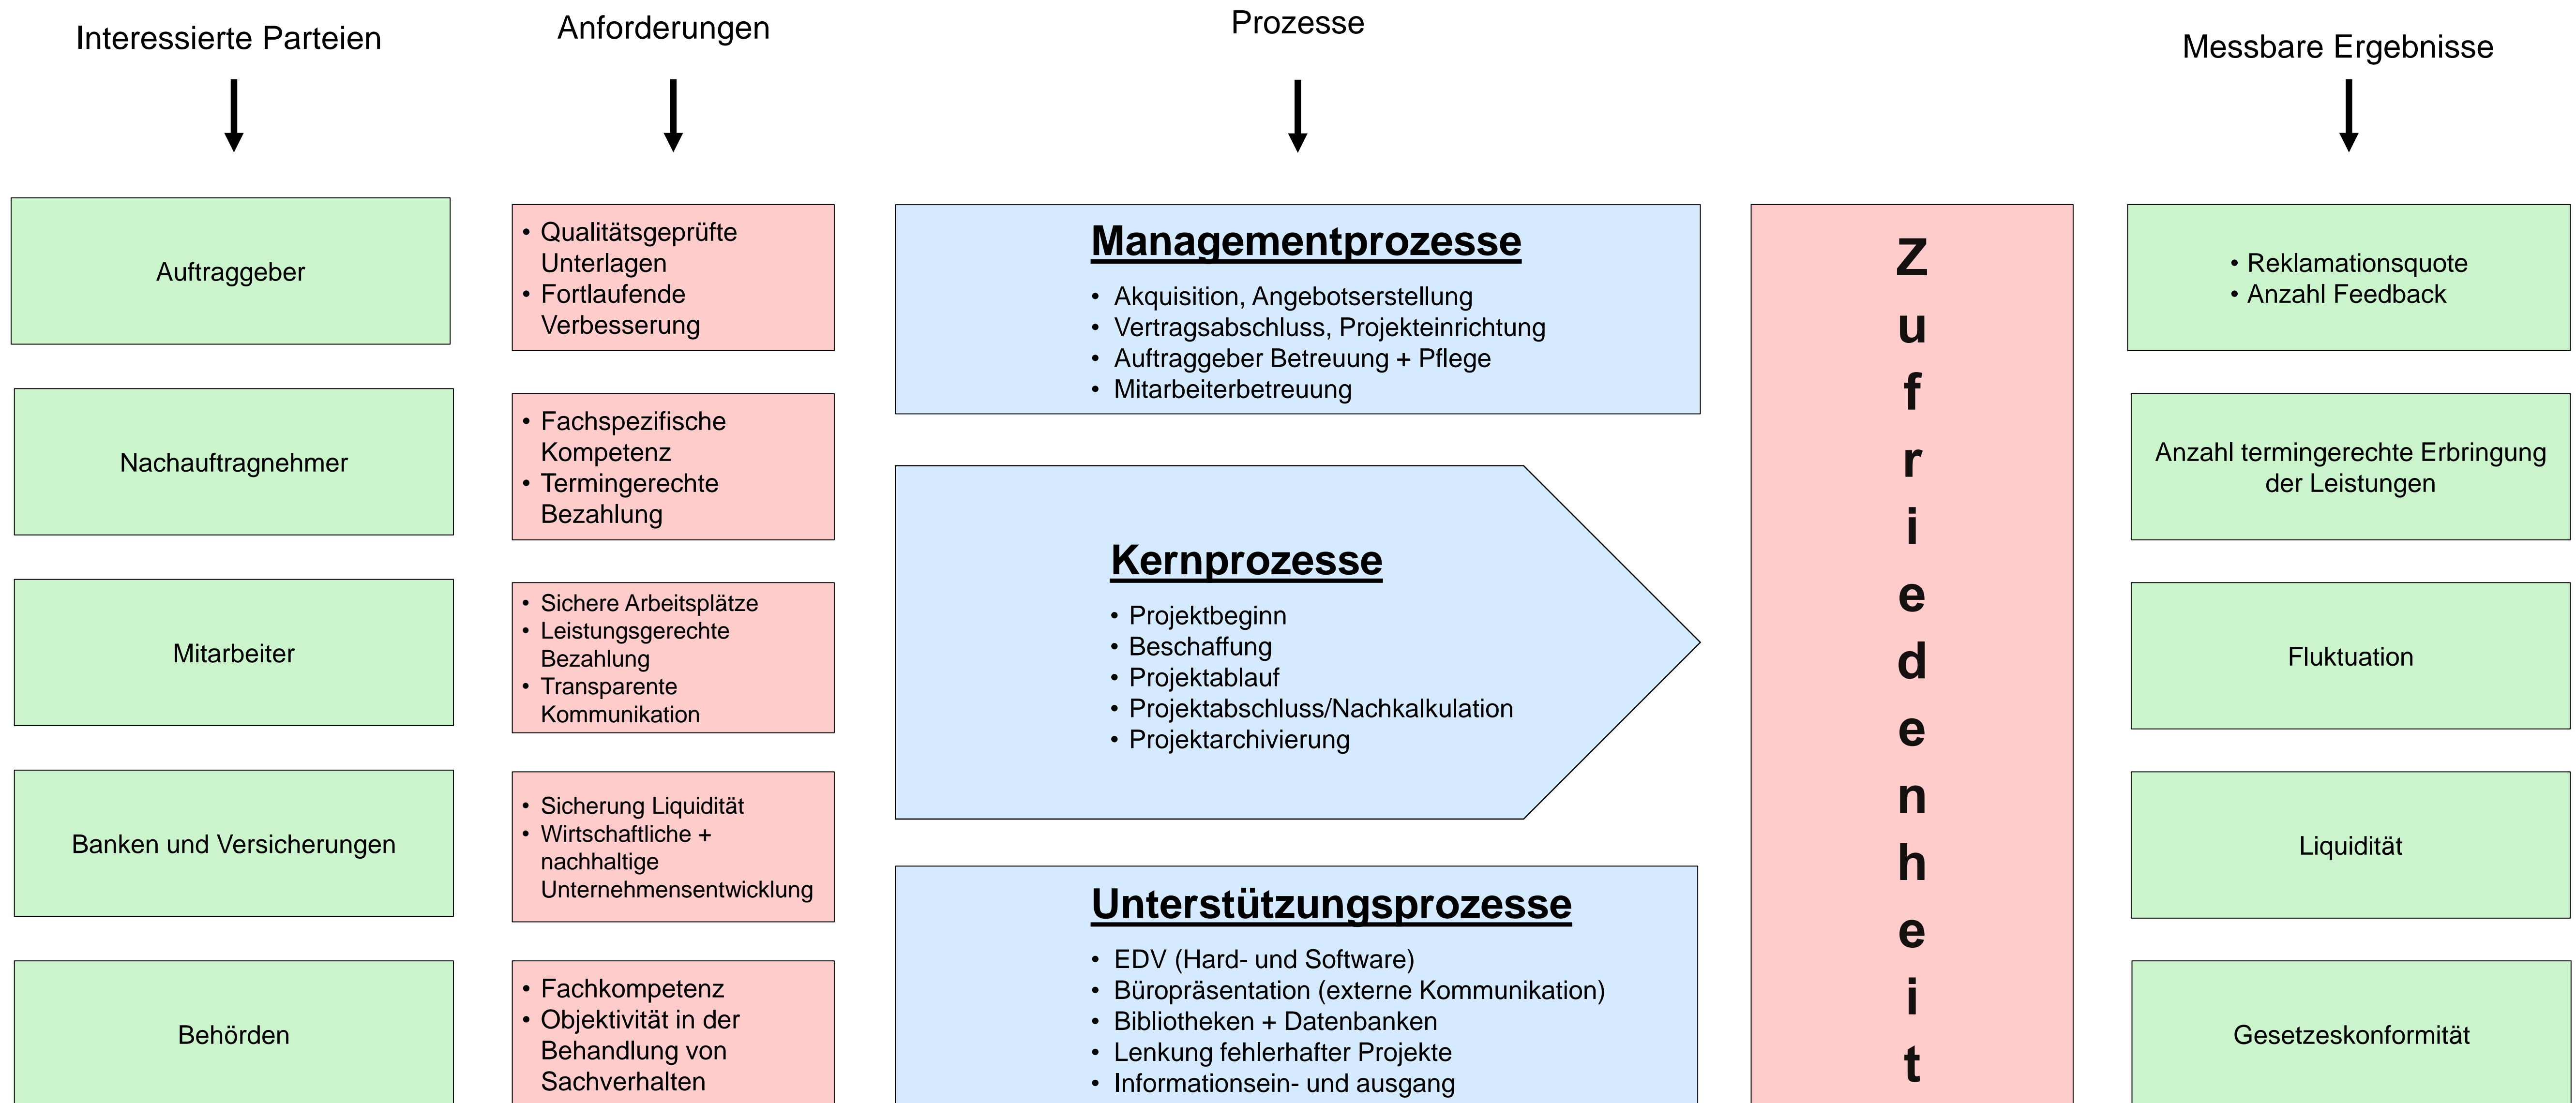 Interessierte Parteien
Anforderungen
Prozesse
Messbare Ergebnisse
Auftraggeber
Nachauftragnehmer
Mitarbeiter
Banken und Versicherungen
Behörden
• Qualitätsgeprüfte
Unterlagen
• Fortlaufende
Verbesserung
• Fachspezifische
Kompetenz
• Termingerechte
Bezahlung
• Sichere Arbeitsplätze
• Leistungsgerechte
Bezahlung
• Transparente
Kommunikation
• Sicherung Liquidität
• Wirtschaftliche +
nachhaltige
Unternehmensentwicklung
• Fachkompetenz
• Objektivität in der
Behandlung von
Sachverhalten
Managementprozesse
• Akquisition, Angebotserstellung
• Vertragsabschluss, Projekteinrichtung
• Auftraggeber Betreuung + Pflege
• Mitarbeiterbetreuung
Kernprozesse
• Projektbeginn
• Beschaffung
• Projektablauf
• Projektabschluss/Nachkalkulation
• Projektarchivierung
Unterstützungsprozesse
• EDV (Hard- und Software)
• Büropräsentation (externe Kommunikation)
• Bibliotheken + Datenbanken
• Lenkung fehlerhafter Projekte
• Informationsein- und ausgang
Zufriedenheit
• Reklamationsquote
• Anzahl Feedback
Anzahl termingerechte Erbringung
der Leistungen
Fluktuation
Liquidität
Gesetzeskonformität